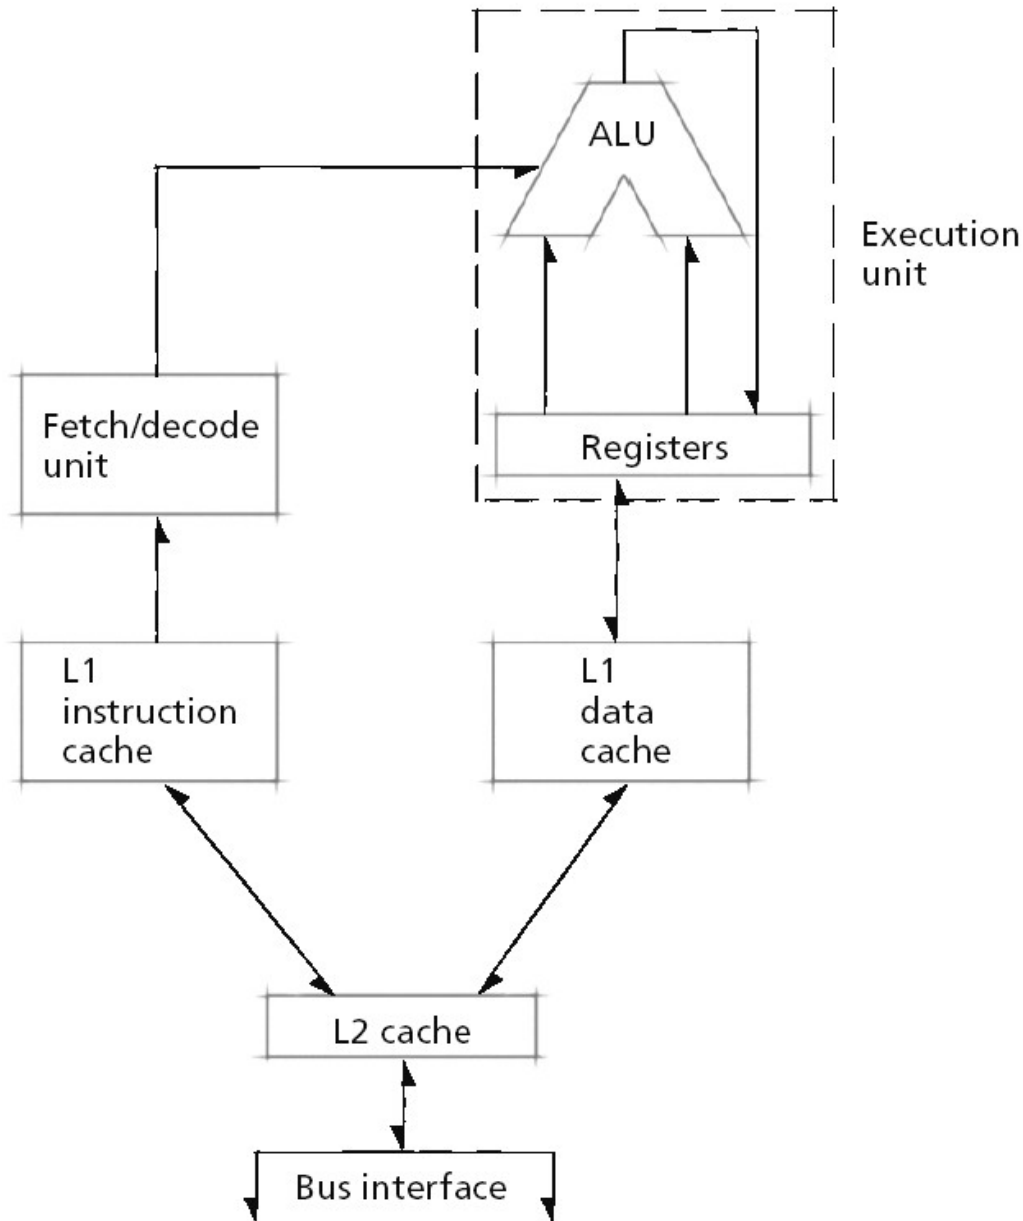 ALU
Execution
unit
Fetch/decode
unit
Registers
L1
instruction
cache
L1
data
cache
L2 cache
Bus interface